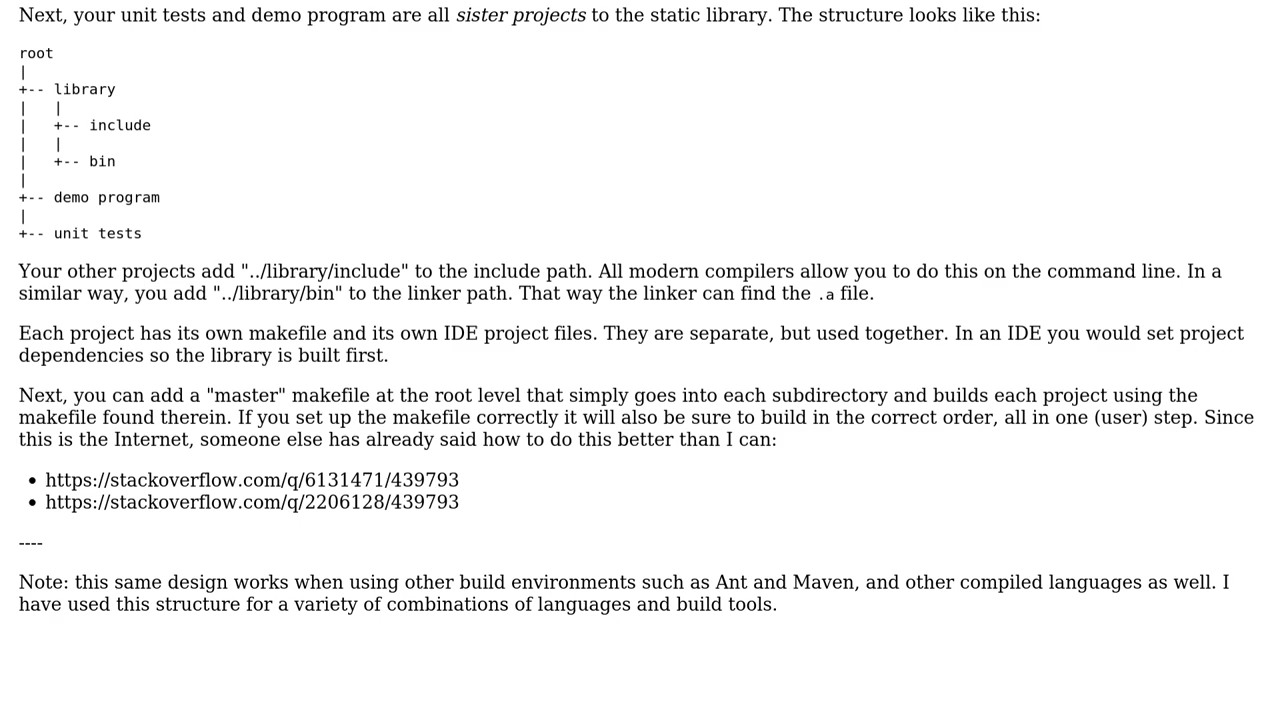 Next, your unit tests and demo program are all sister projects to the static library. The structure looks like this:
root
|
+-- library
|   |
|   +-- include
|   |
|   +-- bin
|
+-- demo program
|
+-- unit tests
Your other projects add "../library/include" to the include path. All modern compilers allow you to do this on the command line. In a
similar way, you add "../library/bin" to the linker path. That way the linker can find the .a file.
Each project has its own makefile and its own IDE project files. They are separate, but used together. In an IDE you would set project
dependencies so the library is built first.
Next, you can add a "master" makefile at the root level that simply goes into each subdirectory and builds each project using the
makefile found therein. If you set up the makefile correctly it will also be sure to build in the correct order, all in one (user) step. Since
this is the Internet, someone else has already said how to do this better than I can:
• https://stackoverflow.com/q/6131471/439793
• https://stackoverflow.com/q/2206128/439793
----
Note: this same design works when using other build environments such as Ant and Maven, and other compiled languages as well. I
have used this structure for a variety of combinations of languages and build tools.